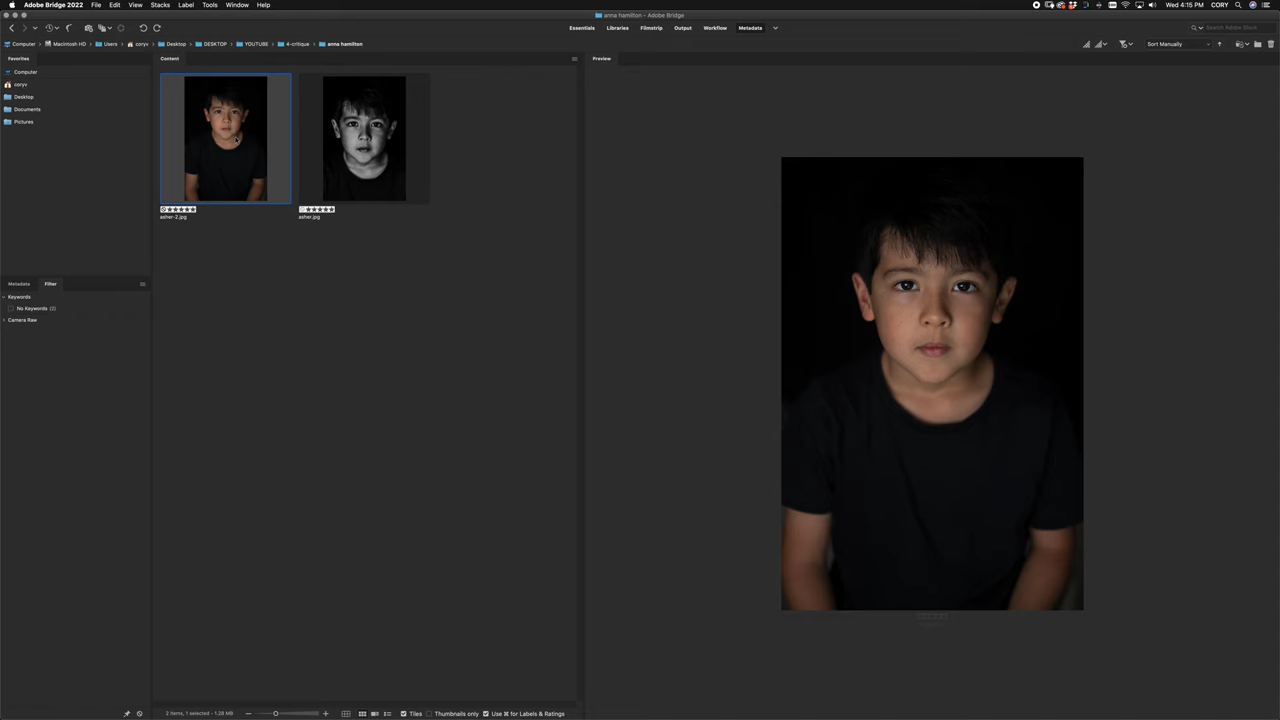 Adobe Bridge 2022 File Edit View Stacks Label Tools Window Help Wed 4:15 PM CORY
anna hamilton – Adobe Bridge
Essentials Libraries Filmstrip Output Workflow Metadata Search Adobe Stock
Computer Macintosh HD Users coryv Desktop DESKTOP YOUTUBE 4-critique anna hamilton Sort Manually
Favorites Content Preview
Computer
coryv
Desktop
Documents
Pictures
asher-2.jpg asher.jpg
Metadata Filter
Keywords
No Keywords (2)
Camera Raw
2 items, 1 selected - 1.28 MB Tiles Thumbnails only Use ⌘ for Labels & Ratings